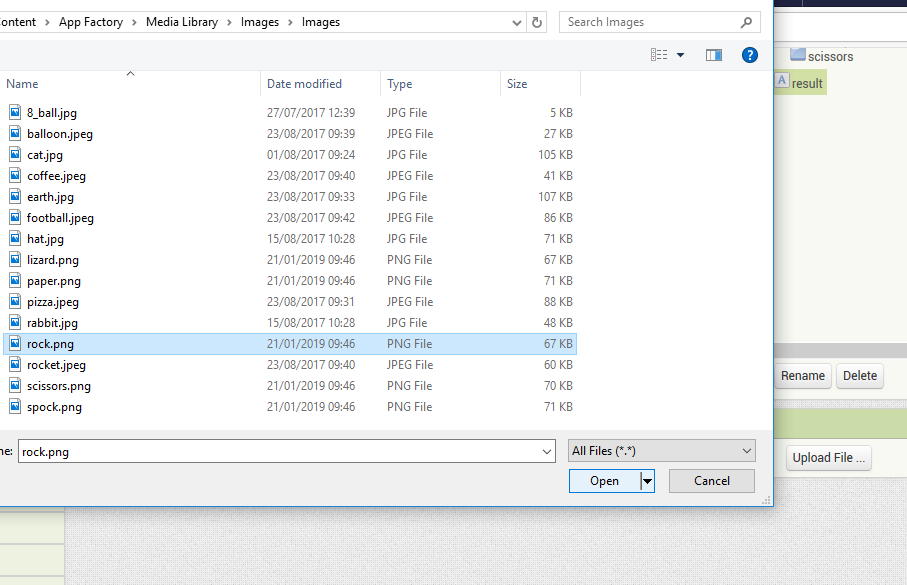 ontent > App Factory > Media Library > Images > Images
Search Images
scissors
A result
Name Date modified Type Size
8_ball.jpg 27/07/2017 12:39 JPG File 5 KB
balloon.jpeg 23/08/2017 09:39 JPEG File 27 KB
cat.jpg 01/08/2017 09:24 JPG File 105 KB
coffee.jpeg 23/08/2017 09:40 JPEG File 41 KB
earth.jpg 23/08/2017 09:33 JPG File 107 KB
football.jpeg 23/08/2017 09:42 JPEG File 86 KB
hat.jpg 15/08/2017 10:28 JPG File 71 KB
lizard.png 21/01/2019 09:46 PNG File 67 KB
paper.png 21/01/2019 09:46 PNG File 71 KB
pizza.jpeg 23/08/2017 09:31 JPEG File 88 KB
rabbit.jpg 15/08/2017 10:28 JPG File 48 KB
rock.png 21/01/2019 09:46 PNG File 67 KB
rocket.jpeg 23/08/2017 09:40 JPEG File 60 KB
scissors.png 21/01/2019 09:46 PNG File 70 KB
spock.png 21/01/2019 09:46 PNG File 71 KB
Rename Delete
ne: rock.png All Files (*.*)
Upload File ...
Open Cancel